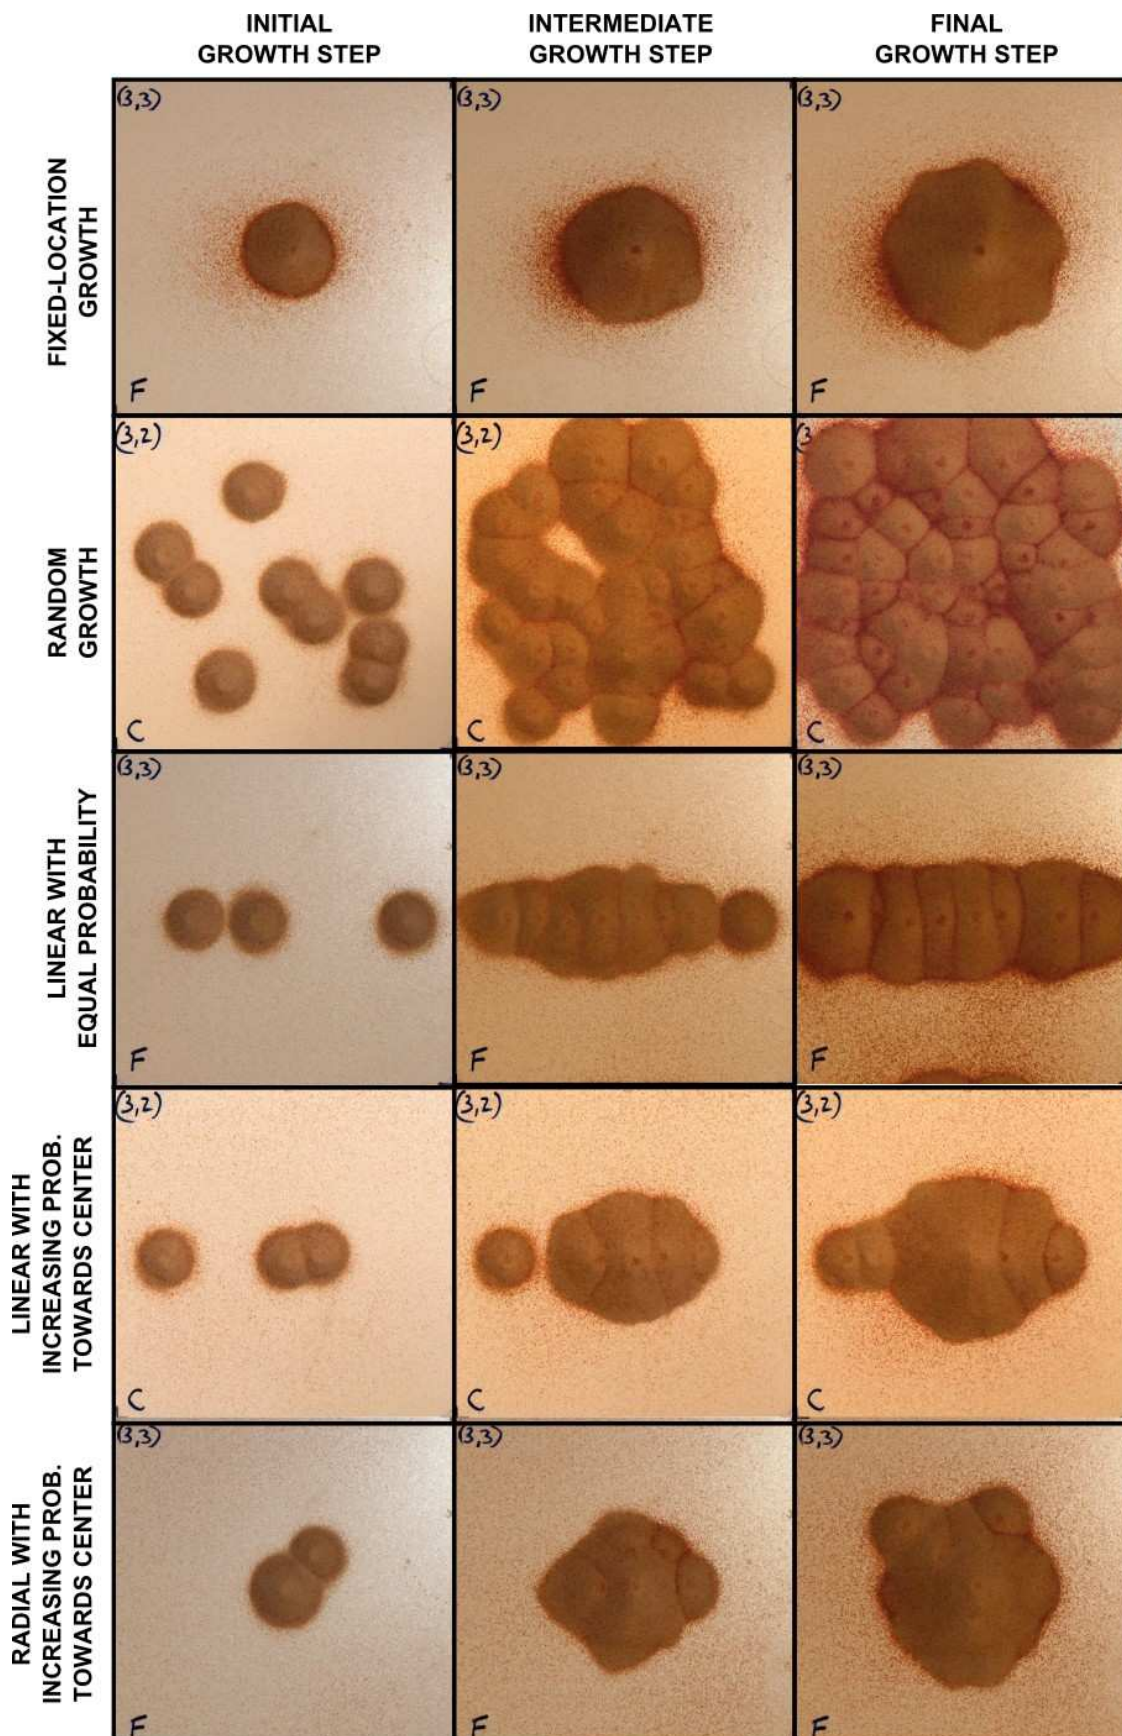 INITIAL
GROWTH STEP
INTERMEDIATE
GROWTH STEP
FINAL
GROWTH STEP
FIXED-LOCATION
GROWTH
(3,3)
F
(3,3)
F
(3,3)
F
RANDOM
GROWTH
(3,2)
C
(3,2)
C
(3
C
LINEAR WITH
EQUAL PROBABILITY
(3,3)
F
(3,3)
F
(3,3)
F
LINEAR WITH
INCREASING PROB.
TOWARDS CENTER
(3,2)
C
(3,2)
C
(3,2)
C
RADIAL WITH
INCREASING PROB.
TOWARDS CENTER
(3,3)
F
(3,3)
F
(3,3)
F